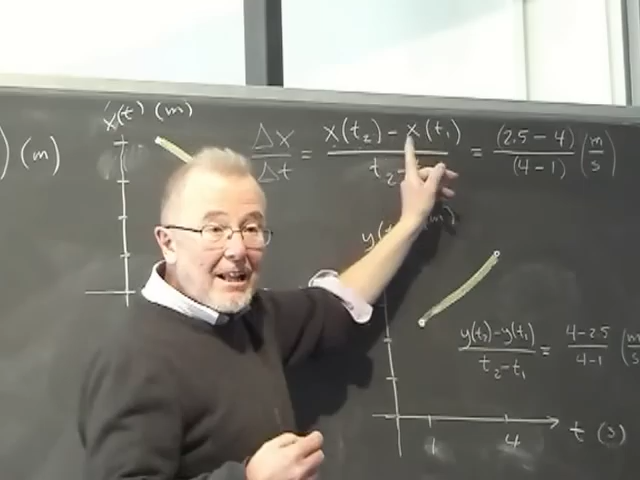 x(t) (m)
) (m)
Δx/Δt = (x(t₂) – x(t₁))/(t₂ – = (2.5 – 4)/(4 – 1) (m/s)
y( (m)
(y(t₂) – y(t₁))/(t₂ – t₁) = (4 – 2.5)/(4 – 1) (m/s
1 4 t (s)